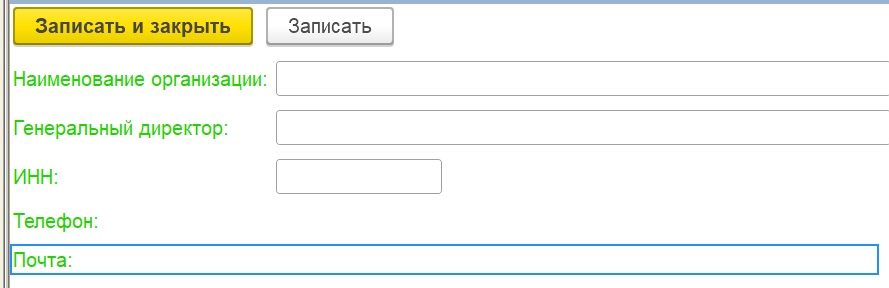 Записать и закрыть Записать
Наименование организации:
Генеральный директор:
ИНН:
Телефон:
Почта: